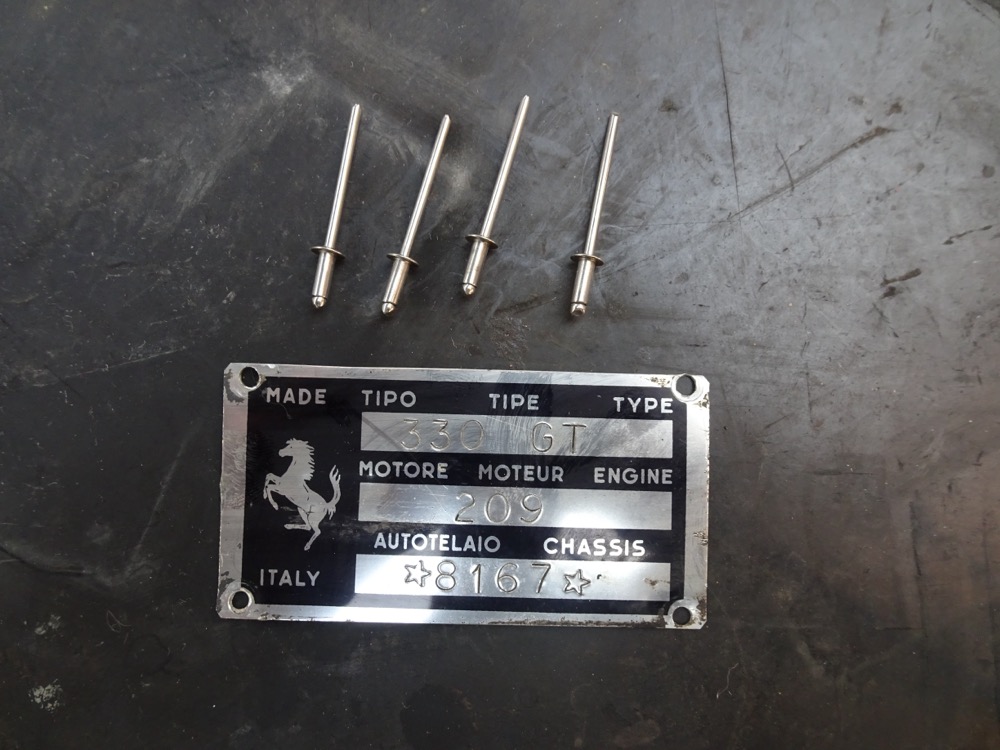 MADE TIPO TIPE TYPE
330 GT
MOTORE MOTEUR ENGINE
209
AUTOTELAIO CHASSIS
ITALY ☆8167☆